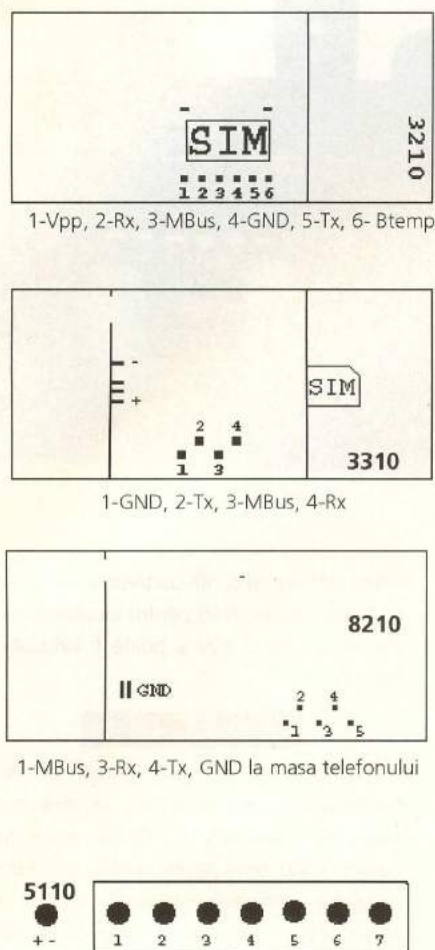 SIM
1 2 3 4 5 6
3210
1-Vpp, 2-Rx, 3-MBus, 4-GND, 5-Tx, 6- Btemp
-
+
SIM
2 4
1 3
3310
1-GND, 2-Tx, 3-MBus, 4-Rx
8210
GND
2 4
1 3 5
1-MBus, 3-Rx, 4-Tx, GND la masa telefonului
5110
+ - 1 2 3 4 5 6 7